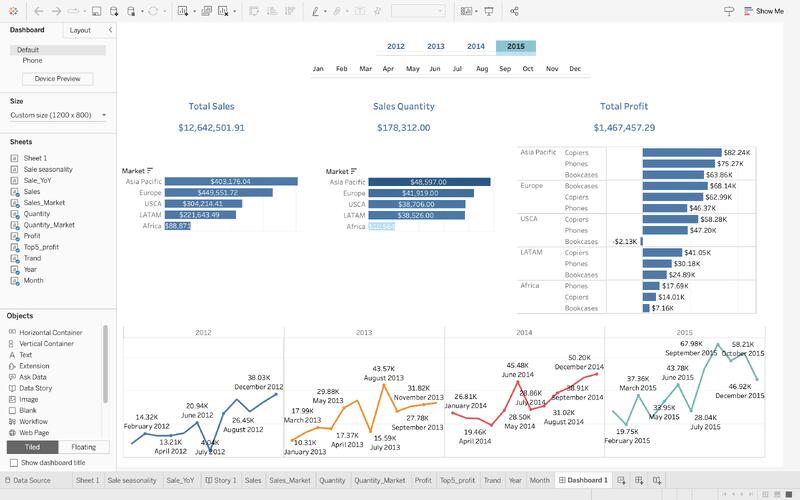 Show Me
Dashboard
Layout
Default
Phone
Device Preview
Size
Custom size (1200 x 800)
Sheets
Sheet 1
Sale seasonality
Sale_YoY
Sales
Sales_Market
Quantity
Quantity_Market
Profit
Top5_profit
Trand
Year
Month
Objects
Horizontal Container
Vertical Container
Text
Extension
Ask Data
Data Story
Image
Blank
Workflow
Web Page
Tiled
Floating
Show dashboard title
2012 2013 2014 2015
Jan Feb Mar Apr May Jun Jul Aug Sep Oct Nov Dec
Total Sales
$12,642,501.91
Market
Asia Pacific $403,176.04
Europe $449,551.72
USCA $304,214.41
LATAM $221,643.49
Africa
Sales Quantity
$178,312.00
Market
Asia Pacific $48,597.00
Europe $41,919.00
USCA $38,706.00
LATAM $38,526.00
Africa
Total Profit
$1,467,457.29
Asia Pacific Copiers $82.24K
Phones $75.27K
Bookcases $63.86K
Europe Bookcases $68.14K
Copiers $62.99K
Phones $46.37K
USCA Copiers $58.28K
Phones $47.20K
Bookcases -$2.13K
LATAM Copiers $41.05K
Phones $30.18K
Bookcases $24.89K
Africa Phones $17.69K
Copiers $14.01K
Bookcases $7.16K
2012
14.32K
February 2012
13.21K
April 2012
20.94K
June 2012
4.04K
July 2012
26.45K
August 2012
38.03K
December 2012
2013
10.31K
January 2013
17.99K
March 2013
17.37K
April 2013
29.88K
May 2013
15.59K
July 2013
43.57K
August 2013
27.78K
September 2013
31.82K
November 2013
2014
26.81K
January 2014
19.46K
April 2014
28.50K
May 2014
45.48K
June 2014
28.86K
July 2014
31.02K
August 2014
38.91K
September 2014
50.20K
December 2014
2015
19.75K
February 2015
37.36K
March 2015
33.95K
May 2015
43.78K
June 2015
28.04K
July 2015
67.98K
September 2015
58.21K
October 2015
46.92K
December 2015
Data Source Sheet 1 Sale seasonality Sale_YoY Story 1 Sales Sales_Market Quantity Quantity_Market Profit Top5_profit Trand Year Month Dashboard 1